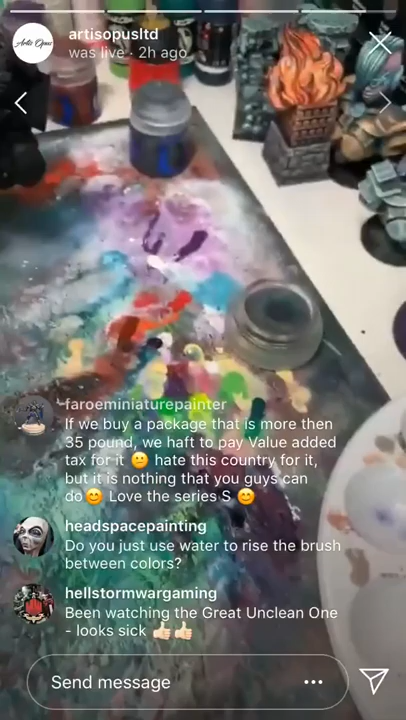 Artis Opus
artisopusltd
was live · 2h ago
faroeminiaturepainter
If we buy a package that is more then
35 pound, we haft to pay Value added
tax for it 😕 hate this country for it,
but it is nothing that you guys can
do😊 Love the series S 😊
headspacepainting
Do you just use water to rise the brush
between colors?
hellstormwargaming
Been watching the Great Unclean One
- looks sick 👍🏻👍🏻
Send message